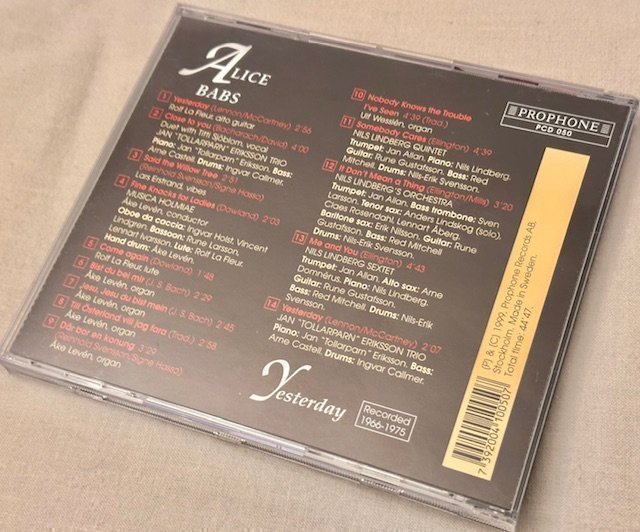 ALICE
BABS
1 Yesterday (Lennon/McCartney) 2:56
Rolf La Fleur, alto guitar
2 Close to you (Bacharach/David) 4:00
Duet with Titti Sjöblom, vocal
JAN "TOLLARPARN" ERIKSSON TRIO
Piano: Jan "Tollarparn" Eriksson. Bass:
Arne Castell. Drums: Ingvar Callmer.
3 Said the Willow Tree 2:51
(Reinhold Svensson/Signe Hasso)
Lars Erstrand, vibes
4 Fine Knacks for Ladies (Dowland) 2:03
MUSICA HOLMIAE
Åke Levén, conductor
Oboe da caccia: Ingvar Holst, Vincent
Lindgren. Bassoon: Rune Larsson,
Lennart Ivarsson. Lute: Rolf La Fleur.
Hand drum: Åke Levén.
5 Come again (Dowland) 1:48
Rolf La Fleur, lute
6 Bist du bei mir (J. S. Bach) 2:29
Åke Levén, organ
7 Jesu, Jesu du bist mein (J. S. Bach) 2:45
Åke Levén, organ
8 Till Österland vill jag fara (Trad.) 2:58
Åke Levén, organ
9 Där bor en konung 3:29
(Reinhold Svensson/Signe Hasso)
Åke Levén, organ
10 Nobody Knows the Trouble
I've Seen 4:39 (Trad.)
Ulf Wesslén, organ
11 Somebody Cares (Ellington) 4:39
NILS LINDBERG QUINTET
Trumpet: Jan Allan. Piano: Nils Lindberg.
Guitar: Rune Gustafsson. Bass: Red
Mitchell. Drums: Nils-Erik Svensson.
12 It Don't Mean a Thing (Ellington/Mills) 3:20
NILS LINDBERG'S ORCHESTRA
Trumpet: Jan Allan. Bass trombone: Sven
Larsson. Tenor sax: Anders Lindskog (solo),
Claes Rosendahl, Lennart Åberg.
Baritone sax: Erik Nilsson. Guitar: Rune
Gustafsson. Bass: Red Mitchell
Drums: Nils-Erik Svensson.
13 Me and You (Ellington) 4:43
NILS LINDBERG SEXTET
Trumpet: Jan Allan. Alto sax: Arne
Domnérus. Piano: Nils Lindberg.
Guitar: Rune Gustafsson.
Bass: Red Mitchell. Drums: Nils-Erik
Svensson.
14 Yesterday (Lennon/McCartney) 2:07
JAN "TOLLARPARN" ERIKSSON TRIO
Piano: Jan "Tollarparn" Eriksson. Bass:
Arne Castell. Drums: Ingvar Callmer.
Yesterday
Recorded
1966-1975
PROPHONE
PCD 050
(P) & (C) 1999, Prophone Records AB,
Stockholm. Made in Sweden.
Total time: 44'47.
7 392004 100507